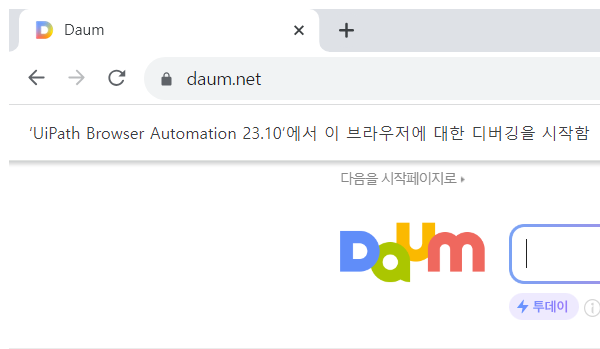 Daum
daum.net
‘UiPath Browser Automation 23.10’에서 이 브라우저에 대한 디버깅을 시작함
다음을 시작페이지로
Daum
투데이